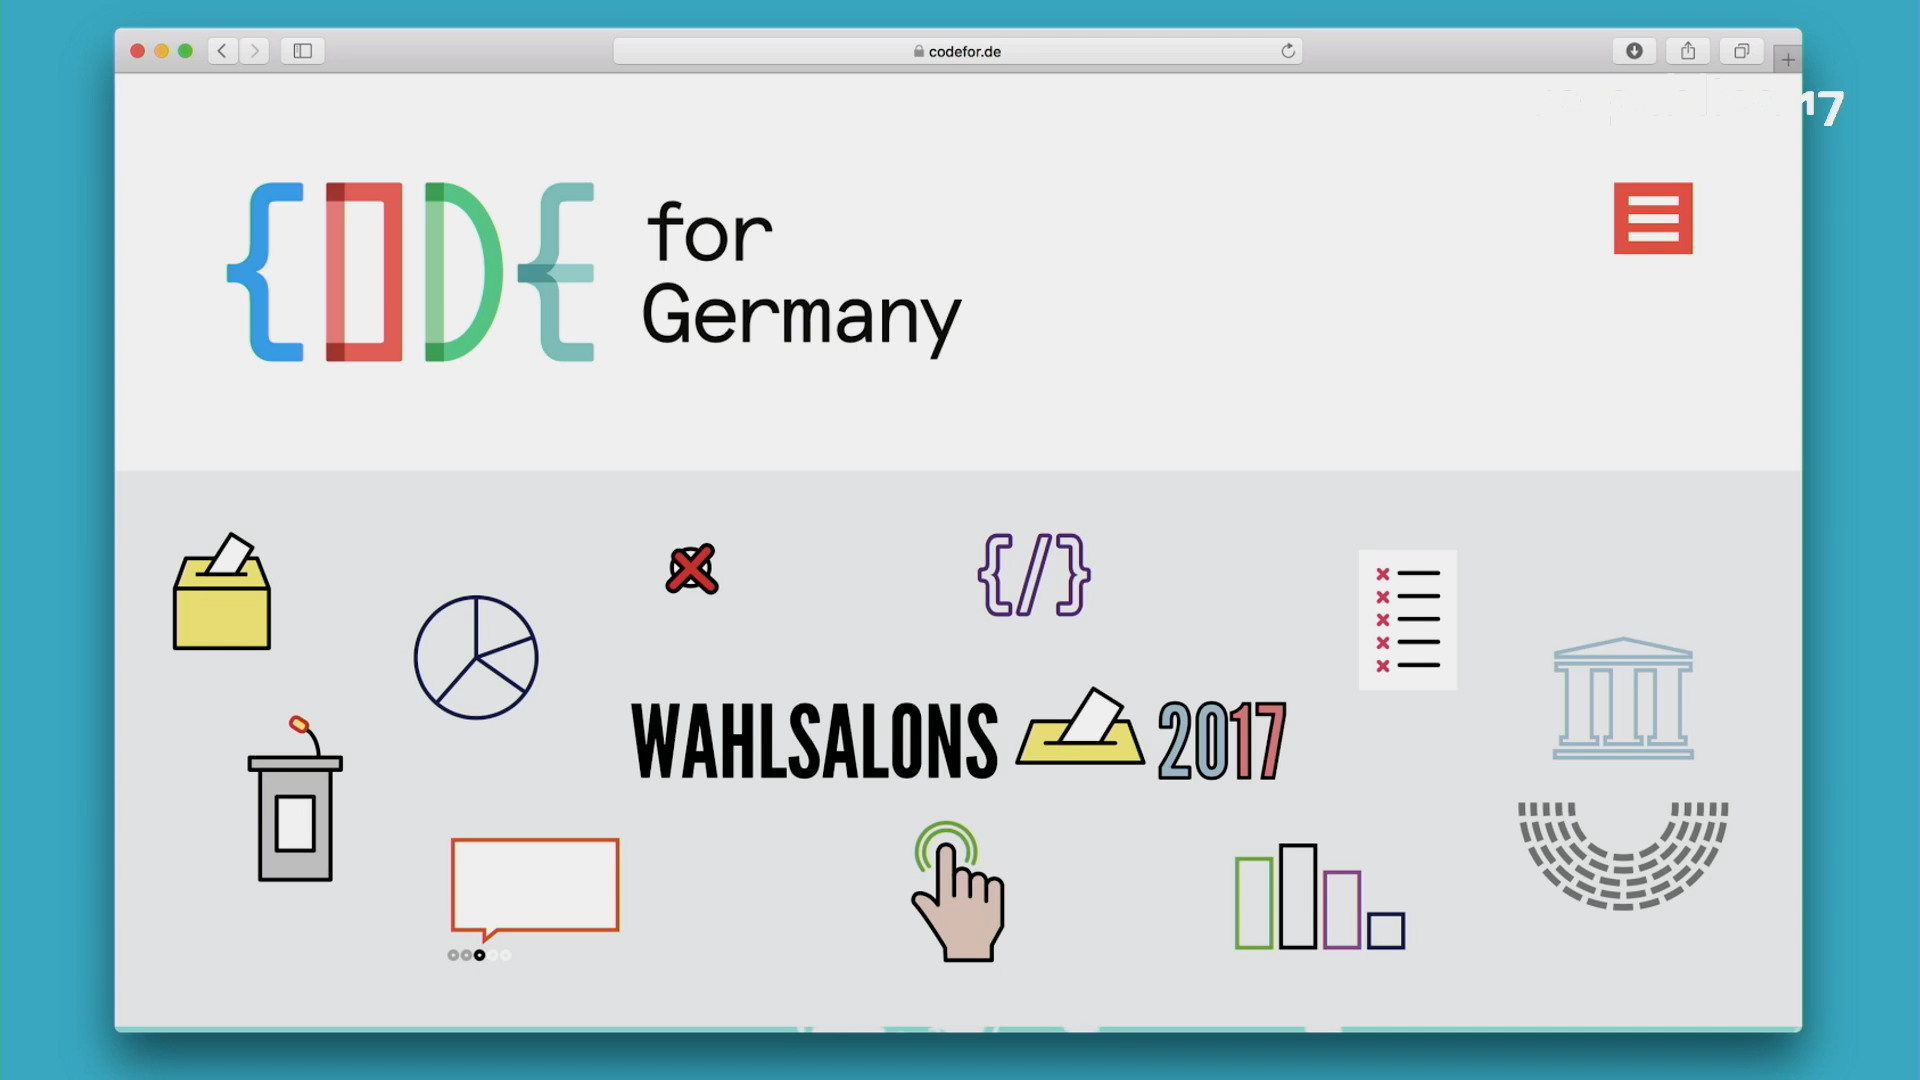 codefor.de
17
{ODE for
Germany
{/}
WAHLSALONS 2017